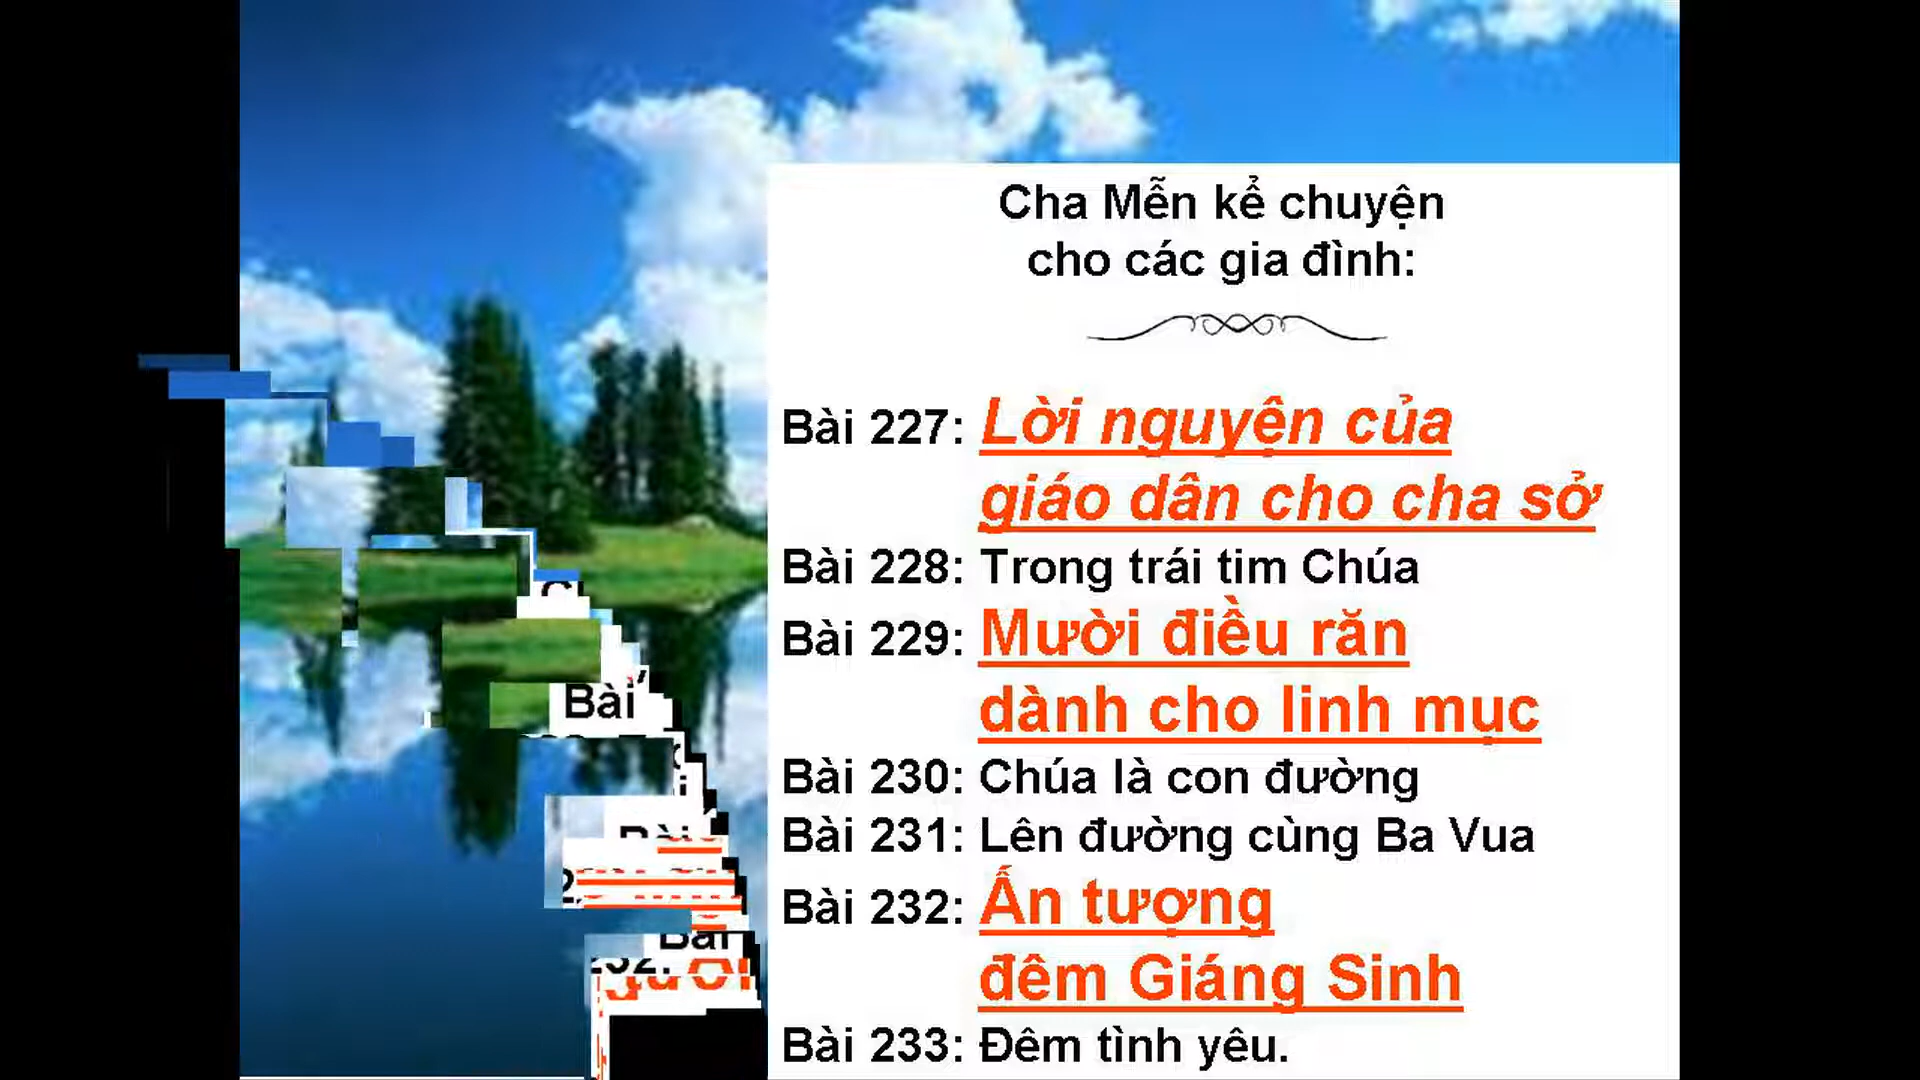 Cha Mễn kể chuyện
cho các gia đình:
Bài 227: Lời nguyện của
giáo dân cho cha sở
Bài 228: Trong trái tim Chúa
Bài 229: Mười điều răn
dành cho linh mục
Bài 230: Chúa là con đường
Bài 231: Lên đường cùng Ba Vua
Bài 232: Ấn tượng
đêm Giáng Sinh
Bài 233: Đêm tình yêu.
Bài
Bài
Bài
232: